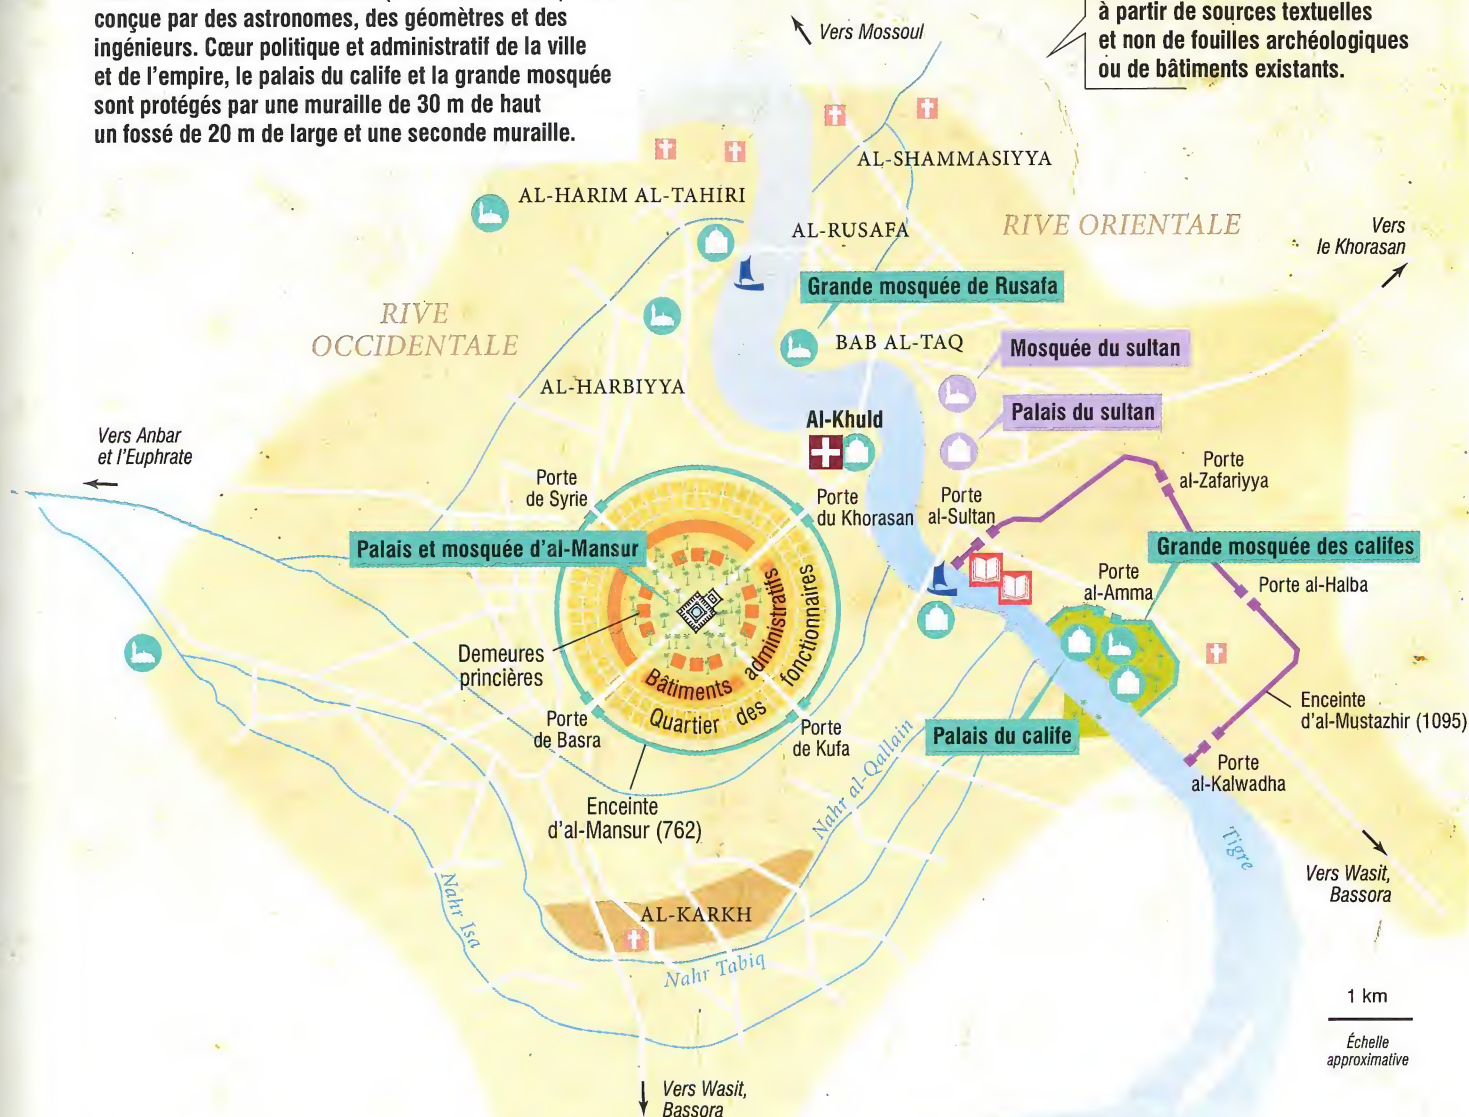 conçue par des astronomes, des géomètres et des
ingénieurs. Cœur politique et administratif de la ville
et de l'empire, le palais du calife et la grande mosquée
sont protégés par une muraille de 30 m de haut
un fossé de 20 m de large et une seconde muraille.
à partir de sources textuelles
et non de fouilles archéologiques
ou de bâtiments existants.
Vers Mossoul
AL-SHAMMASIYYA
AL-HARIM AL-TAHIRI
AL-RUSAFA
RIVE ORIENTALE
Vers
le Khorasan
Grande mosquée de Rusafa
RIVE
OCCIDENTALE
BAB AL-TAQ
Mosquée du sultan
AL-HARBIYYA
Palais du sultan
Al-Khuld
Vers Anbar
et l'Euphrate
Porte
de Syrie
Porte
du Khorasan
Porte
al-Sultan
Porte
al-Zafariyya
Palais et mosquée d'al-Mansur
Grande mosquée des califes
Porte
al-Amma
Porte al-Halba
Demeures
princières
Bâtiments administratifs
Quartier des fonctionnaires
Porte
de Basra
Porte
de Kufa
Palais du calife
Enceinte
d'al-Mustazhir (1095)
Porte
al-Kalwadha
Enceinte
d'al-Mansur (762)
Nahr al-Qallain
Tigre
Vers Wasit,
Bassora
Nahr Isa
AL-KARKH
Nahr Tabiq
1 km
Échelle
approximative
Vers Wasit,
Bassora